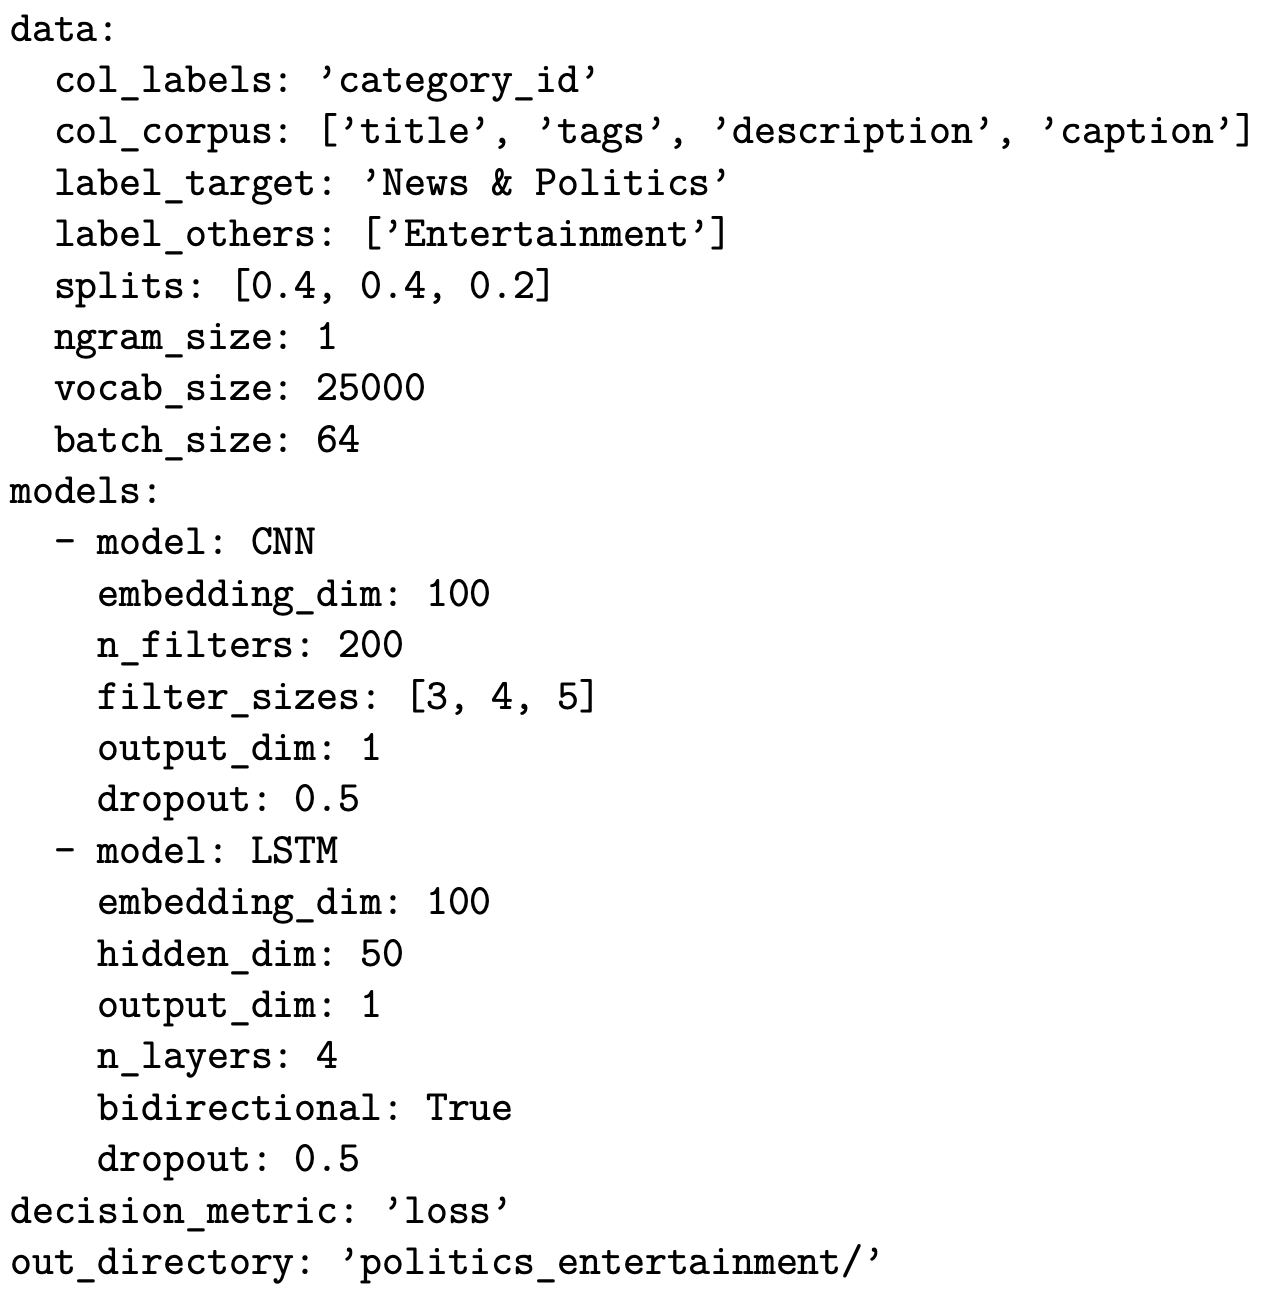 data:
  col_labels: ’category_id’
  col_corpus: [’title’, ’tags’, ’description’, ’caption’]
  label_target: ’News & Politics’
  label_others: [’Entertainment’]
  splits: [0.4, 0.4, 0.2]
  ngram_size: 1
  vocab_size: 25000
  batch_size: 64
models:
  - model: CNN
    embedding_dim: 100
    n_filters: 200
    filter_sizes: [3, 4, 5]
    output_dim: 1
    dropout: 0.5
  - model: LSTM
    embedding_dim: 100
    hidden_dim: 50
    output_dim: 1
    n_layers: 4
    bidirectional: True
    dropout: 0.5
decision_metric: ’loss’
out_directory: ’politics_entertainment/’